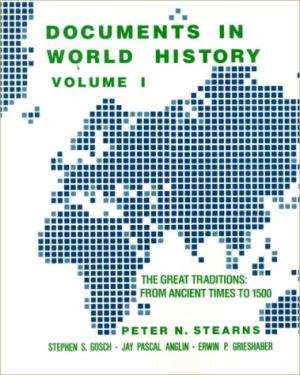 DOCUMENTS IN
WORLD HISTORY
VOLUME I
THE GREAT TRADITIONS:
FROM ANCIENT TIMES TO 1500
PETER N. STEARNS
STEPHEN S. GOSCH · JAY PASCAL ANGLIN · ERWIN P. GRIESHABER